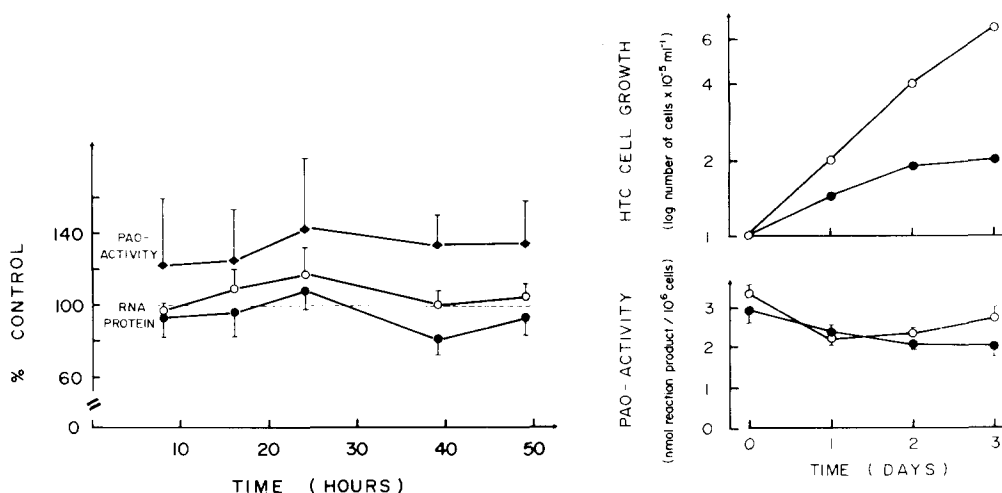 % CONTROL
140
100
60
0
PAO-
ACTIVITY
RNA
PROTEIN
10
20
30
40
50
TIME (HOURS)
HTC CELL GROWTH
(log number of cells x 10⁻⁵ ml⁻¹)
6
4
2
1
PAO-ACTIVITY
(nmol reaction product / 10⁶ cells)
3
2
1
0
0
1
2
3
TIME (DAYS)